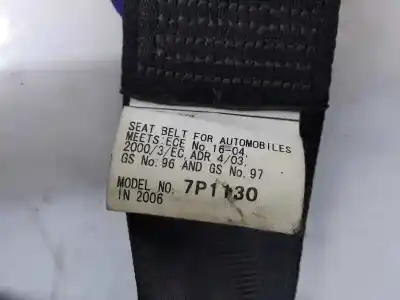 SEAT BELT FOR AUTOMOBILES
MEETS.ECE No.16-04,
2000/3/EC,ADR 4/03,
GS No.96 AND GS No.97
MODEL NO. 7P1130
IN 2006